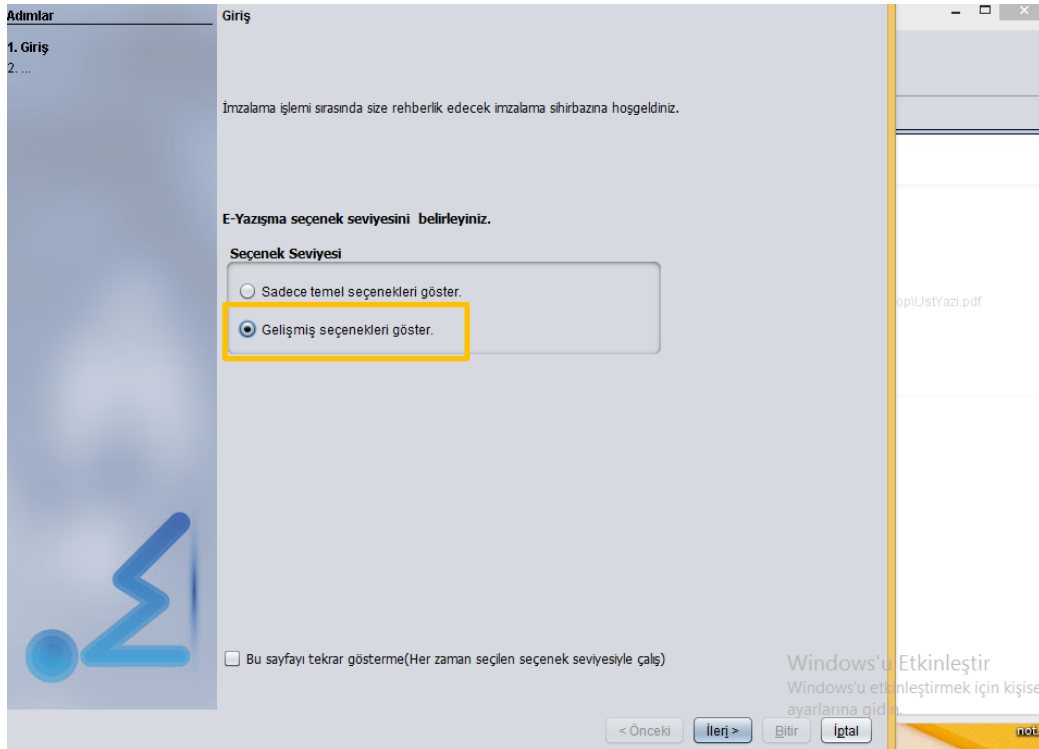 Adımlar
1. Giriş
2. ...
Giriş
İmzalama işlemi sırasında size rehberlik edecek imzalama sihirbazına hoşgeldiniz.
E-Yazışma seçenek seviyesini belirleyiniz.
Seçenek Seviyesi
Sadece temel seçenekleri göster.
Gelişmiş seçenekleri göster.
op\UstYazi.pdf
Bu sayfayı tekrar gösterme(Her zaman seçilen seçenek seviyesiyle çalış)
Windows'u Etkinleştir
Windows'u etkinleştirmek için kişise
ayarlarına gidin.
< Önceki İleri > Bitir İptal
not.